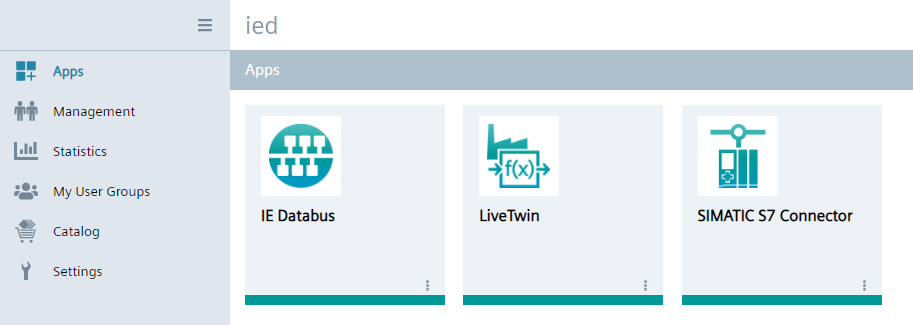 ied
Apps
Apps
Management
Statistics
My User Groups
Catalog
Settings
f(x)
IE Databus
LiveTwin
SIMATIC S7 Connector